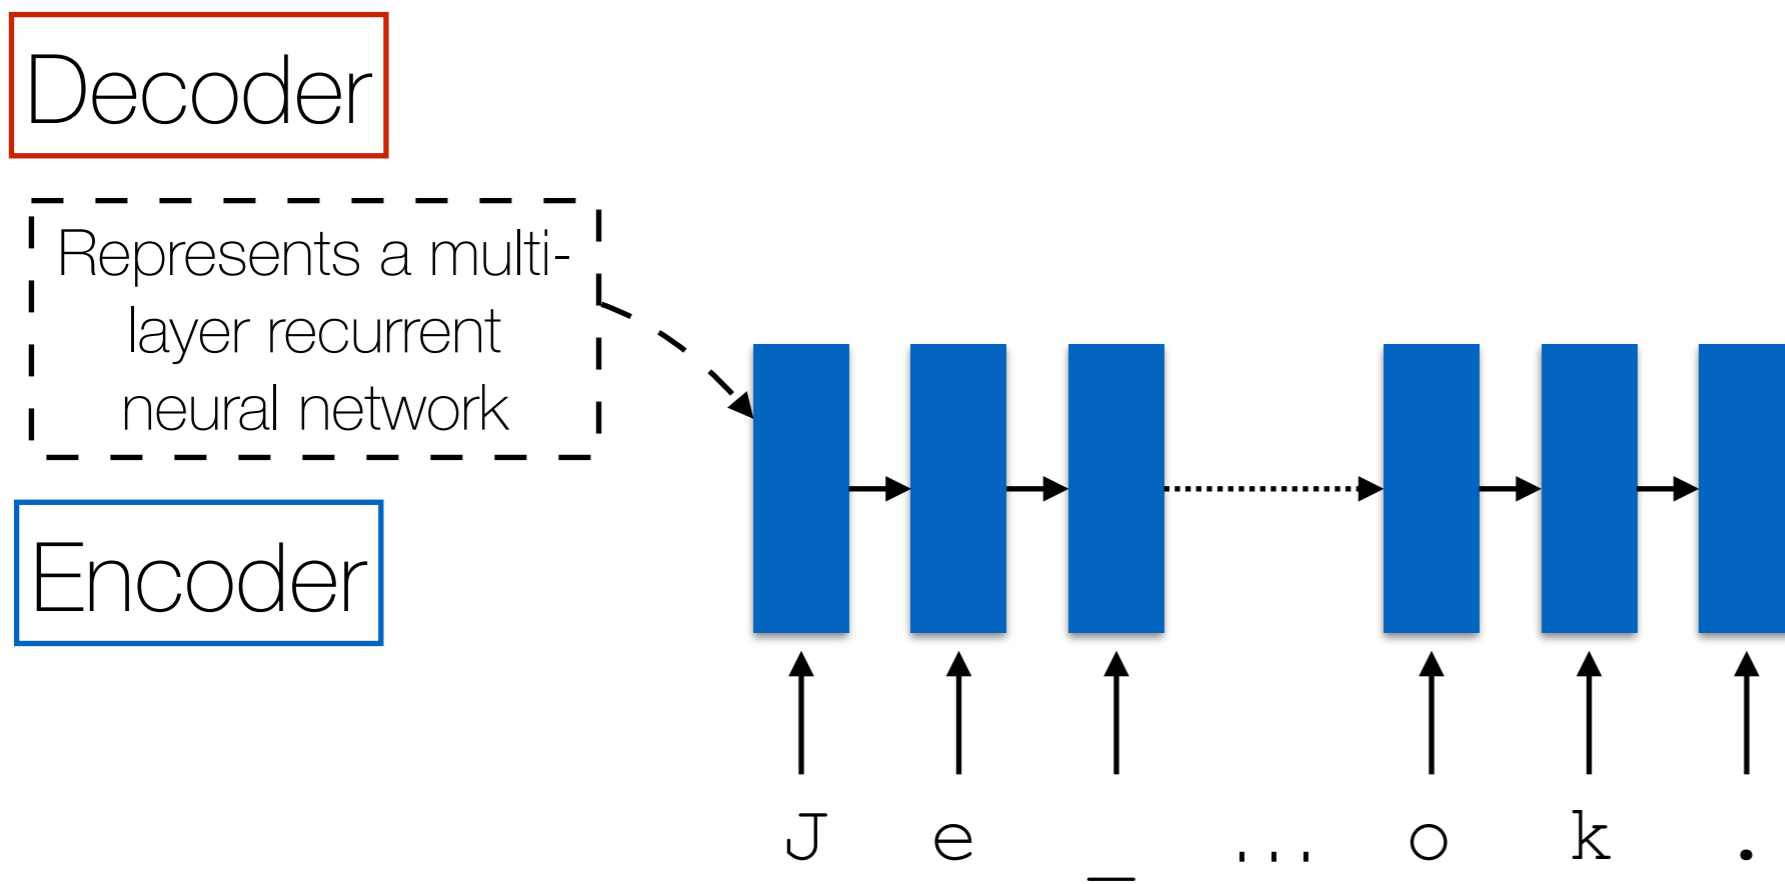 Decoder
Represents a multi-
layer recurrent
neural network
Encoder
J e _ ... o k .